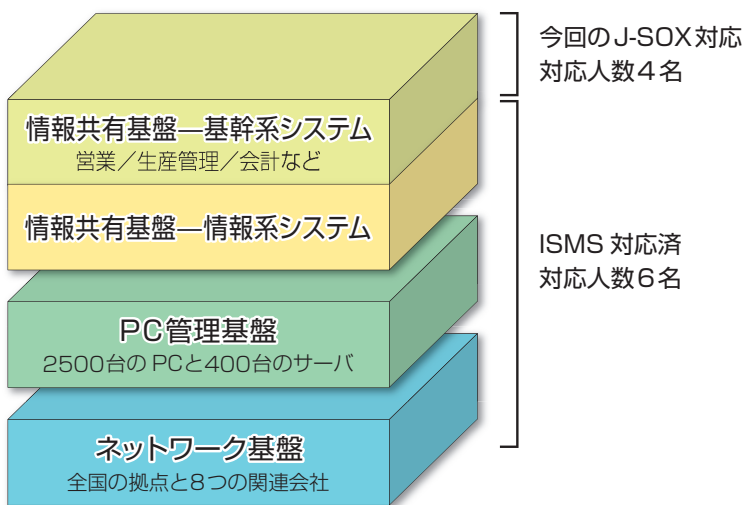 今回のJ-SOX対応
対応人数4名
情報共有基盤―基幹系システム
営業／生産管理／会計など
情報共有基盤―情報系システム
ISMS 対応済
対応人数6名
PC管理基盤
2500台の PCと400台のサーバ
ネットワーク基盤
全国の拠点と8つの関連会社